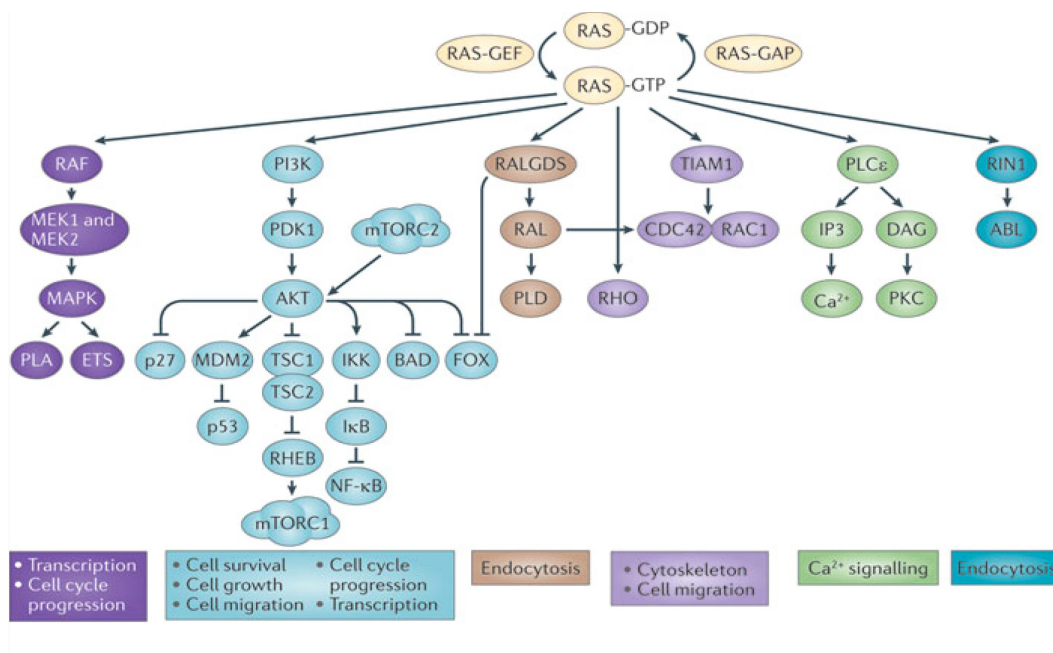 RAS -GDP
RAS-GEF
RAS-GAP
RAS -GTP
RAF
PI3K
RALGDS
TIAM1
PLCε
RIN1
MEK1 and
MEK2
PDK1
mTORC2
RAL
CDC42
RAC1
IP3
DAG
ABL
MAPK
AKT
PLD
RHO
Ca²⁺
PKC
PLA
ETS
p27
MDM2
TSC1
IKK
BAD
FOX
TSC2
p53
IκB
RHEB
NF-κB
mTORC1
• Transcription
• Cell cycle
progression
• Cell survival
• Cell growth
• Cell migration
• Cell cycle
progression
• Transcription
Endocytosis
• Cytoskeleton
• Cell migration
Ca²⁺ signalling
Endocytosis